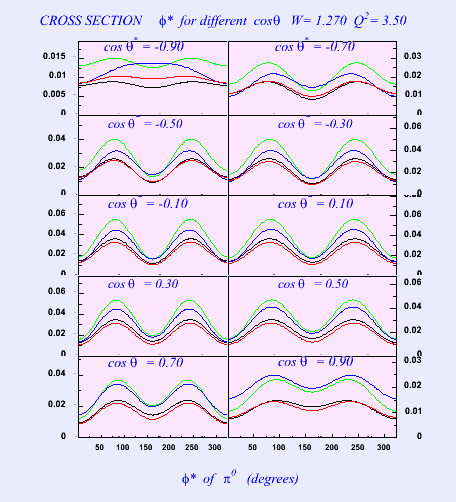 CROSS SECTION ϕ* for different cosθ W= 1.270 Q² = 3.50
cos θ* = -0.90 cos θ* = -0.70
0.015 0.03
0.01 0.02
0.005 0.01
0 0
cos θ = -0.50 cos θ = -0.30
0.04 0.06
0.04
0.02 0.02
0 0.0
cos θ = -0.10 cos θ = 0.10
0.06 0.06
0.04 0.04
0.02 0.02
0 0
cos θ = 0.30 cos θ = 0.50
0.06 0.06
0.04 0.04
0.02 0.02
0 0
cos θ = 0.70 cos θ = 0.90
0.03
0.04
0.02
0.02
0.01
0 0
50 100 150 200 250 50 100 150 200 250 300
ϕ* of π⁰ (degrees)